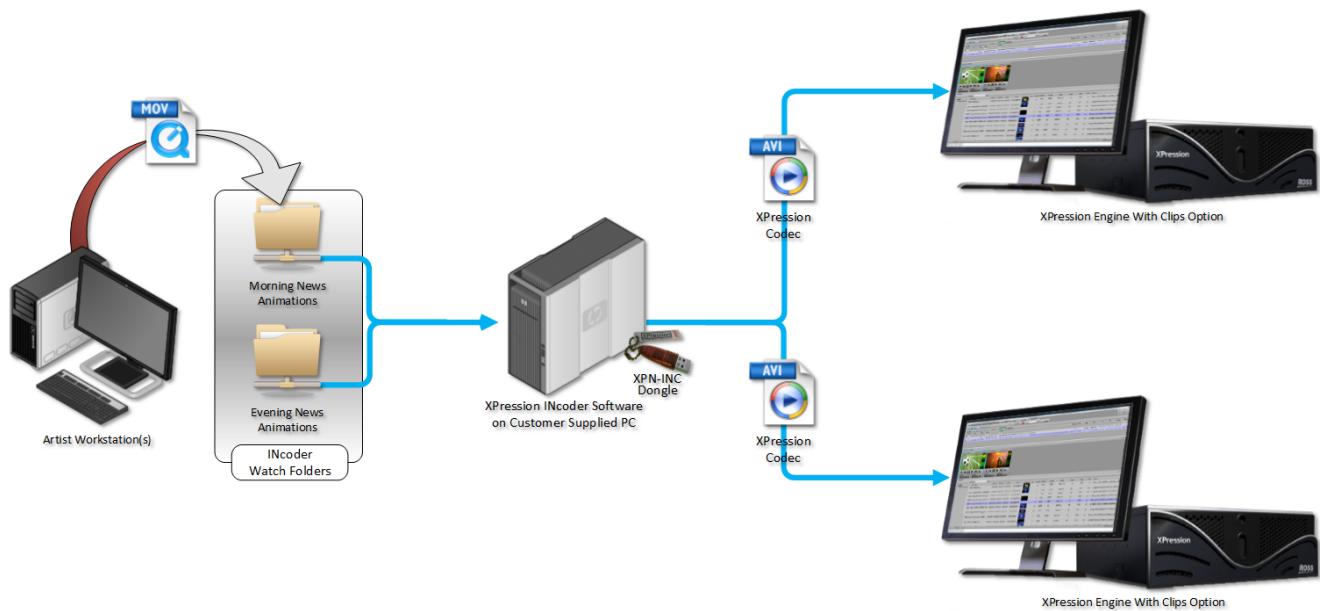 MOV
Morning News
Animations
Evening News
Animations
INcoder
Watch Folders
Artist Workstation(s)
XPN-INC
Dongle
XPression INcoder Software
on Customer Supplied PC
AVI
XPression
Codec
AVI
XPression
Codec
XPression
ROSS
XPression Engine With Clips Option
XPression
ROSS
XPression Engine With Clips Option